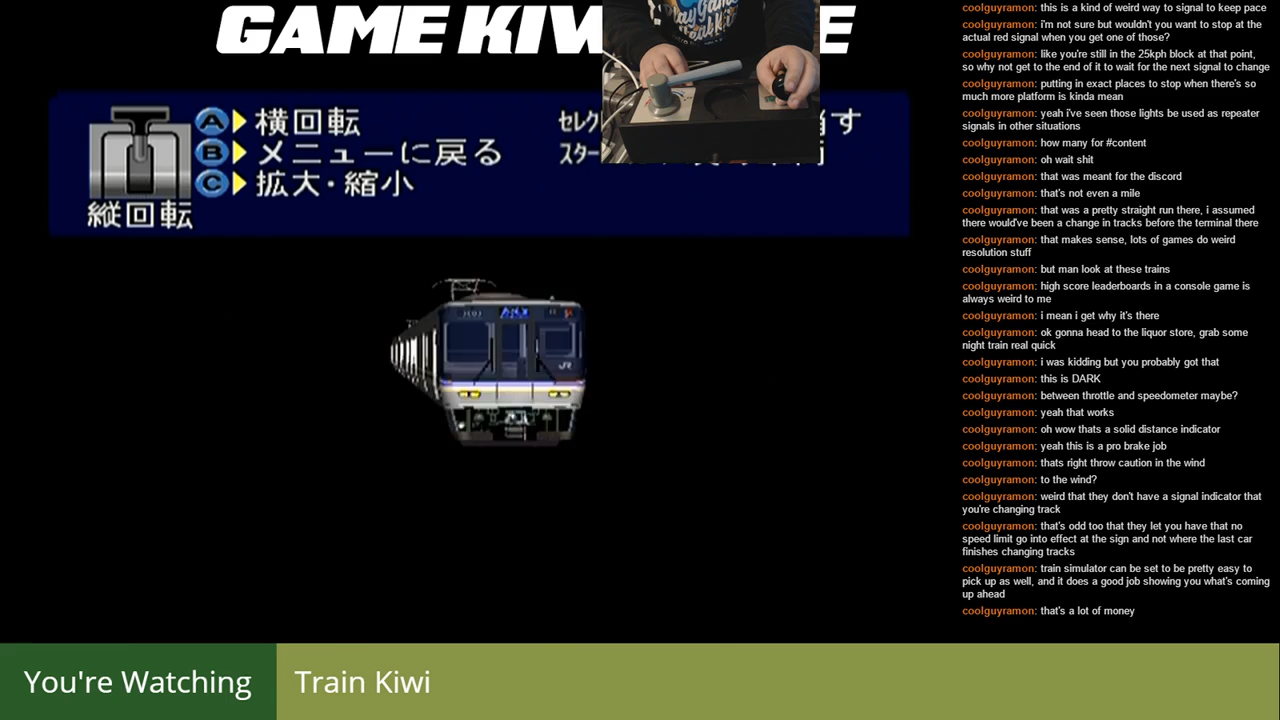 GAME KIW E
A 横回転
B メニューに戻る
C 拡大・縮小
縦回転
セレク
す
スター
JR
coolguyramon: this is a kind of weird way to signal to keep pace
coolguyramon: i'm not sure but wouldn't you want to stop at the
actual red signal when you get one of those?
coolguyramon: like you're still in the 25kph block at that point,
so why not get to the end of it to wait for the next signal to change
coolguyramon: putting in exact places to stop when there's so
much more platform is kinda mean
coolguyramon: yeah i've seen those lights be used as repeater
signals in other situations
coolguyramon: how many for #content
coolguyramon: oh wait shit
coolguyramon: that was meant for the discord
coolguyramon: that's not even a mile
coolguyramon: that was a pretty straight run there, i assumed
there would've been a change in tracks before the terminal there
coolguyramon: that makes sense, lots of games do weird
resolution stuff
coolguyramon: but man look at these trains
coolguyramon: high score leaderboards in a console game is
always weird to me
coolguyramon: i mean i get why it's there
coolguyramon: ok gonna head to the liquor store, grab some
night train real quick
coolguyramon: i was kidding but you probably got that
coolguyramon: this is DARK
coolguyramon: between throttle and speedometer maybe?
coolguyramon: yeah that works
coolguyramon: oh wow thats a solid distance indicator
coolguyramon: yeah this is a pro brake job
coolguyramon: thats right throw caution in the wind
coolguyramon: to the wind?
coolguyramon: weird that they don't have a signal indicator that
you're changing track
coolguyramon: that's odd too that they let you have that no
speed limit go into effect at the sign and not where the last car
finishes changing tracks
coolguyramon: train simulator can be set to be pretty easy to
pick up as well, and it does a good job showing you what's coming
up ahead
coolguyramon: that's a lot of money
You're Watching
Train Kiwi